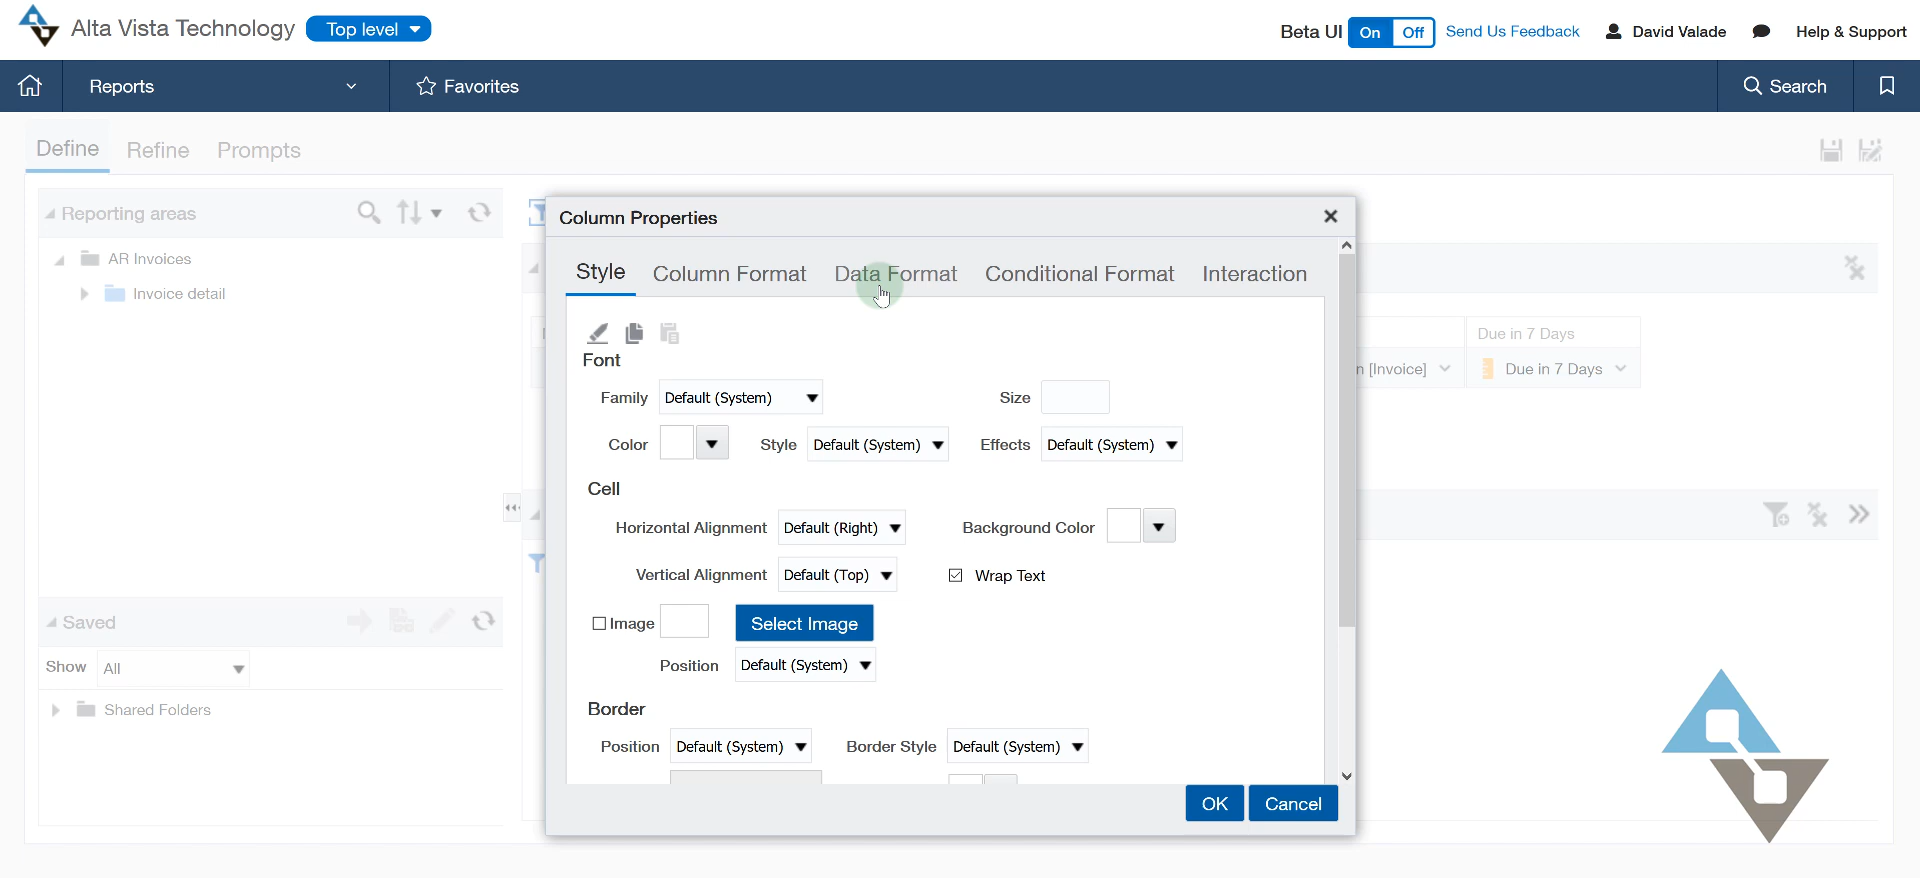 Alta Vista Technology Top level Beta UI On Off Send Us Feedback David Valade Help & Support
Reports Favorites Search
Define Refine Prompts
Reporting areas
AR Invoices
Invoice detail
Column Properties
Style Column Format Data Format Conditional Format Interaction
Font
Family Default (System) Size
Color Style Default (System) Effects Default (System)
Cell
Horizontal Alignment Default (Right) Background Color
Vertical Alignment Default (Top) Wrap Text
Image Select Image
Position Default (System)
Border
Position Default (System) Border Style Default (System)
OK Cancel
Due in 7 Days
[Invoice] Due in 7 Days
Saved
Show All
Shared Folders